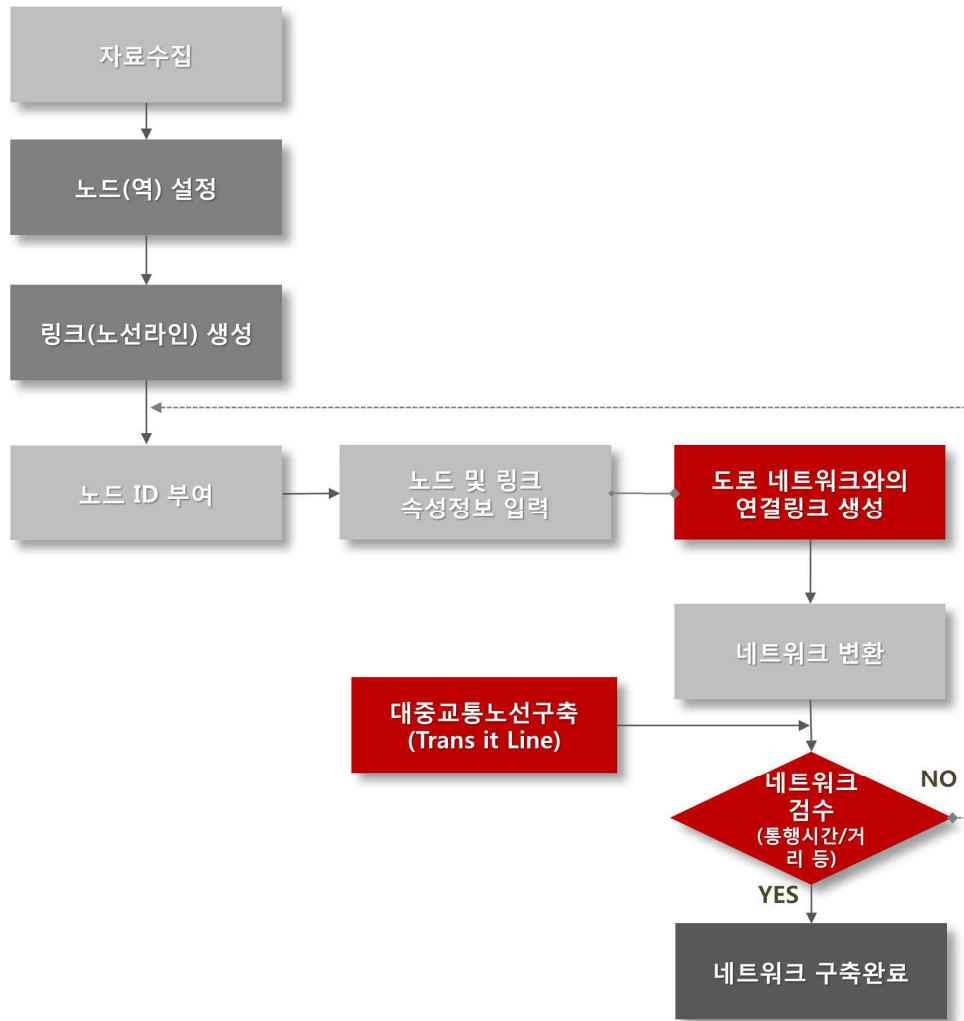 자료수집
노드(역) 설정
링크(노선라인) 생성
노드 ID 부여
노드 및 링크
속성정보 입력
도로 네트워크와의
연결링크 생성
네트워크 변환
대중교통노선구축
(Trans it Line)
네트워크
검수
(통행시간/거
리 등)
NO
YES
네트워크 구축완료